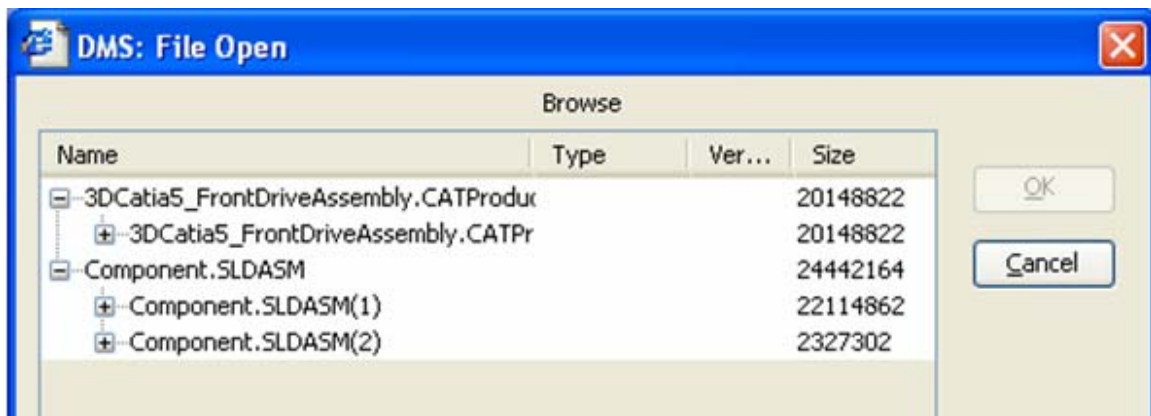 DMS: File Open
Browse
Name Type Ver... Size
3DCatia5_FrontDriveAssembly.CATProduc 20148822
3DCatia5_FrontDriveAssembly.CATPr 20148822
Component.SLDASM 24442164
Component.SLDASM(1) 22114862
Component.SLDASM(2) 2327302
OK
Cancel